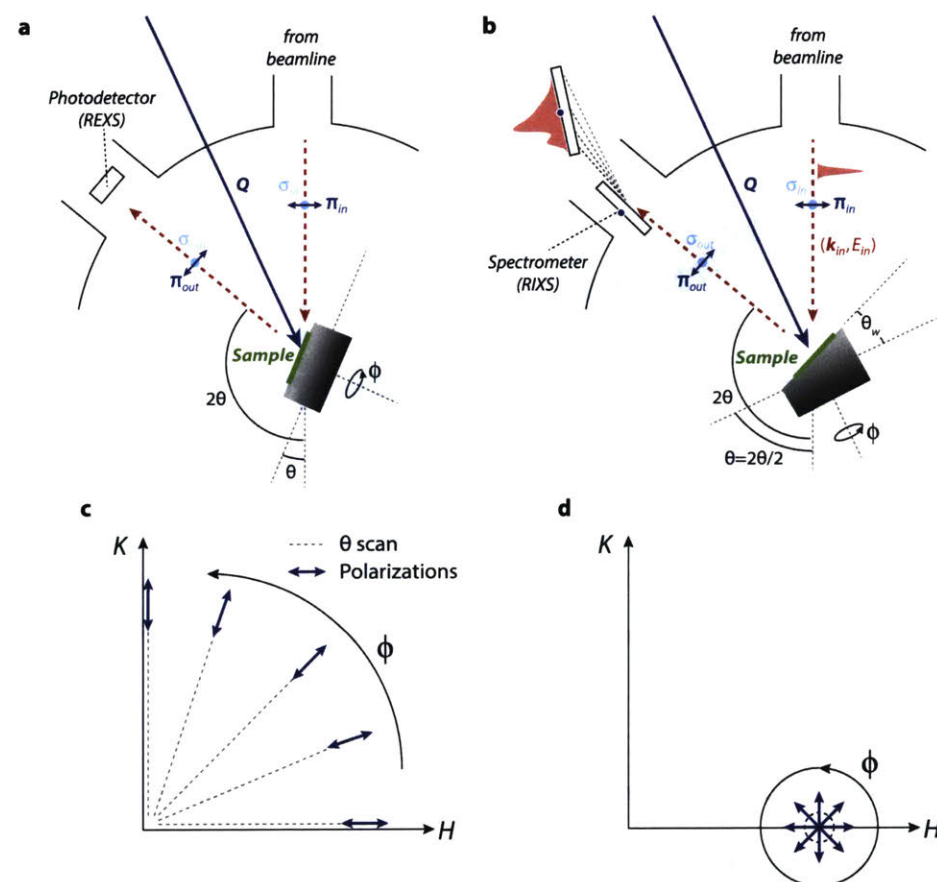 a
from
beamline
Photodetector
(REXS)
Q
σ
π_in
σ
π_out
Sample
ϕ
2θ
θ
b
from
beamline
Q
σ_in
π_in
(k_in, E_in)
Spectrometer
(RIXS)
σ_out
π_out
θ_w
Sample
2θ
ϕ
θ=2θ/2
c
K
θ scan
Polarizations
ϕ
H
d
K
ϕ
H